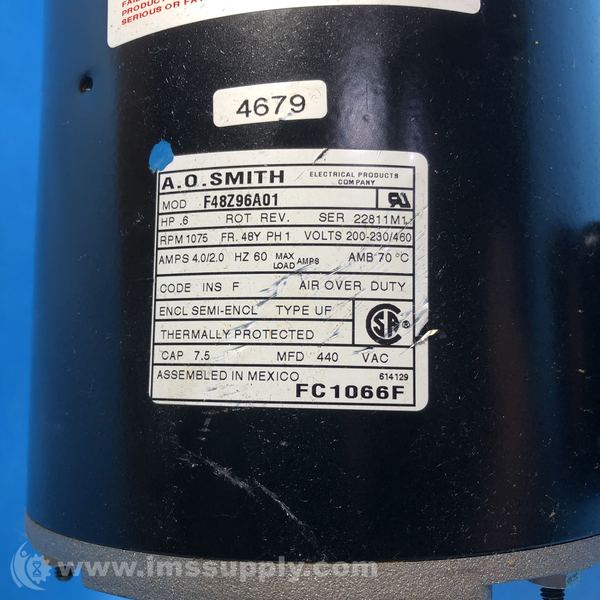 PRODUCT
SERIOUS OR
4679
A.O.SMITH ELECTRICAL PRODUCTS COMPANY
MOD F48Z96A01
HP .6 ROT REV. SER 22811M1
RPM 1075 FR. 48Y PH 1 VOLTS 200-230/460
AMPS 4.0/2.0 HZ 60 MAX LOAD AMPS AMB 70 °C
CODE INS F AIR OVER DUTY
ENCL SEMI-ENCL TYPE UF
THERMALLY PROTECTED
CAP 7.5 MFD 440 VAC
ASSEMBLED IN MEXICO 614129
FC1066F
www.imssupply.com